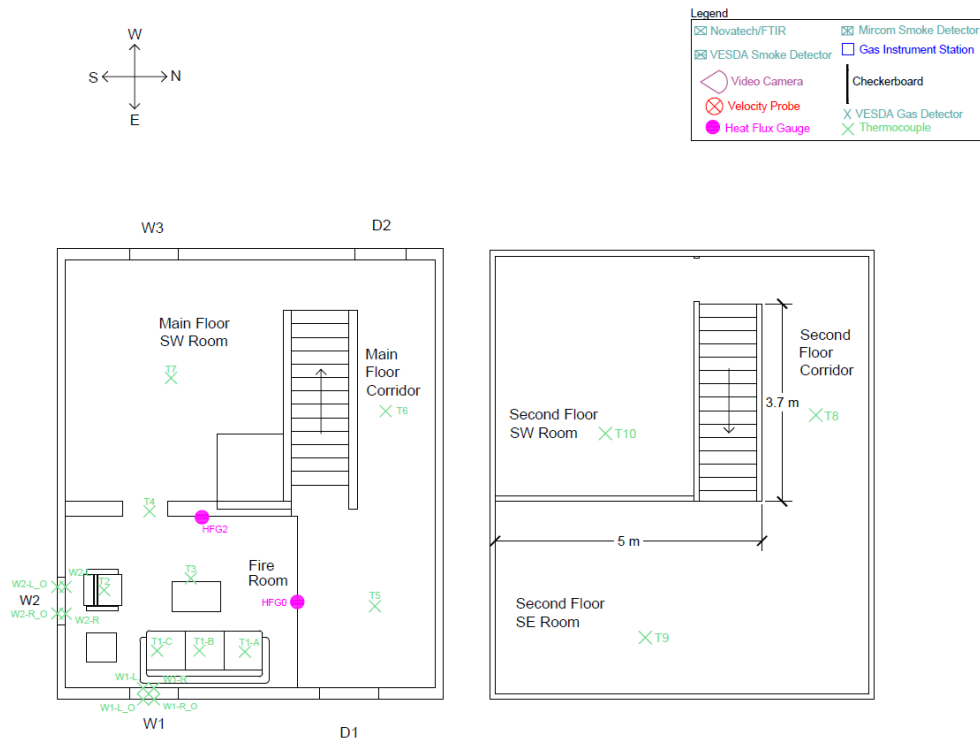 Legend
Novatech/FTIR
Mircom Smoke Detector
VESDA Smoke Detector
Gas Instrument Station
Video Camera
Checkerboard
Velocity Probe
VESDA Gas Detector
Heat Flux Gauge
Thermocouple
W
S
N
E
W3
D2
Main Floor
SW Room
T7
Main
Floor
Corridor
T6
T4
HFG2
Fire
Room
W2-L
W2-L_O
T2
T3
W2
HFG0
T5
W2-R_O
W2-R
T1-C
T1-B
T1-A
W1-L
W1-R
W1-L_O
W1-R_O
W1
D1
Second
Floor
Corridor
3.7 m
Second Floor
SW Room
T10
T8
5 m
Second Floor
SE Room
T9